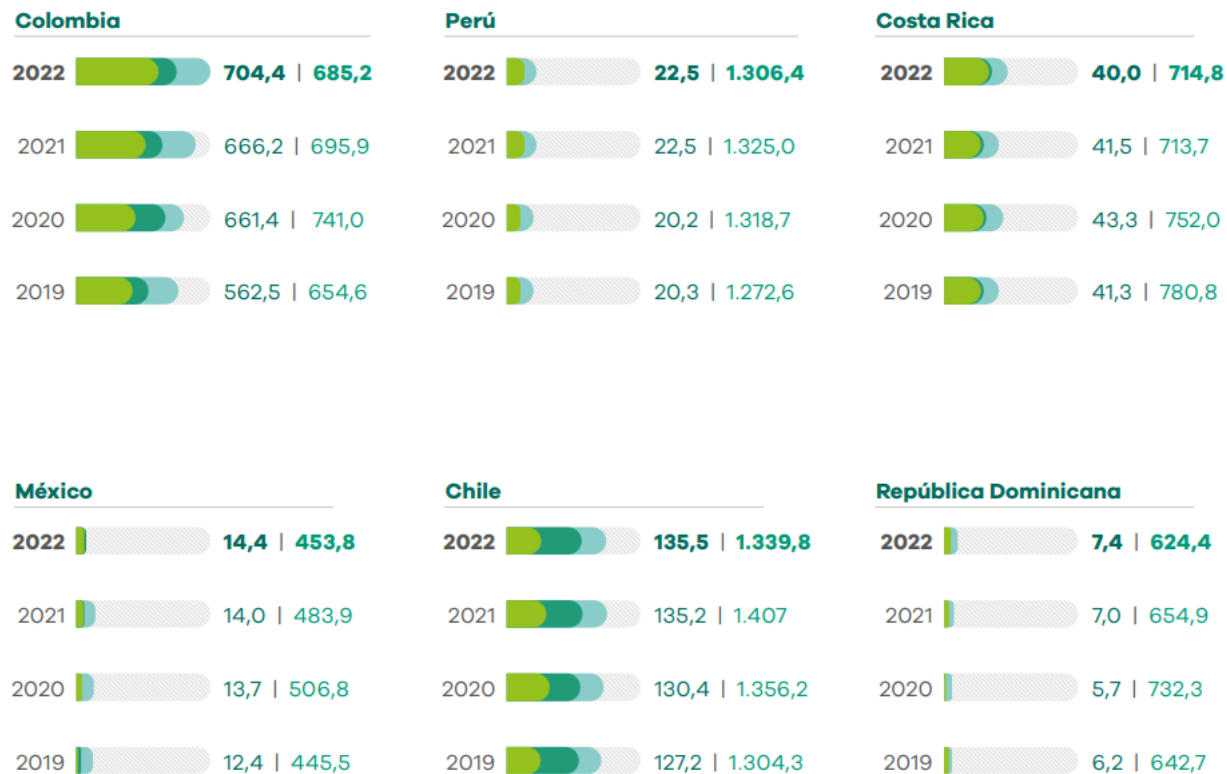 Colombia
2022 704,4 | 685,2
2021 666,2 | 695,9
2020 661,4 | 741,0
2019 562,5 | 654,6
Perú
2022 22,5 | 1.306,4
2021 22,5 | 1.325,0
2020 20,2 | 1.318,7
2019 20,3 | 1.272,6
Costa Rica
2022 40,0 | 714,8
2021 41,5 | 713,7
2020 43,3 | 752,0
2019 41,3 | 780,8
México
2022 14,4 | 453,8
2021 14,0 | 483,9
2020 13,7 | 506,8
2019 12,4 | 445,5
Chile
2022 135,5 | 1.339,8
2021 135,2 | 1.407
2020 130,4 | 1.356,2
2019 127,2 | 1.304,3
República Dominicana
2022 7,4 | 624,4
2021 7,0 | 654,9
2020 5,7 | 732,3
2019 6,2 | 642,7